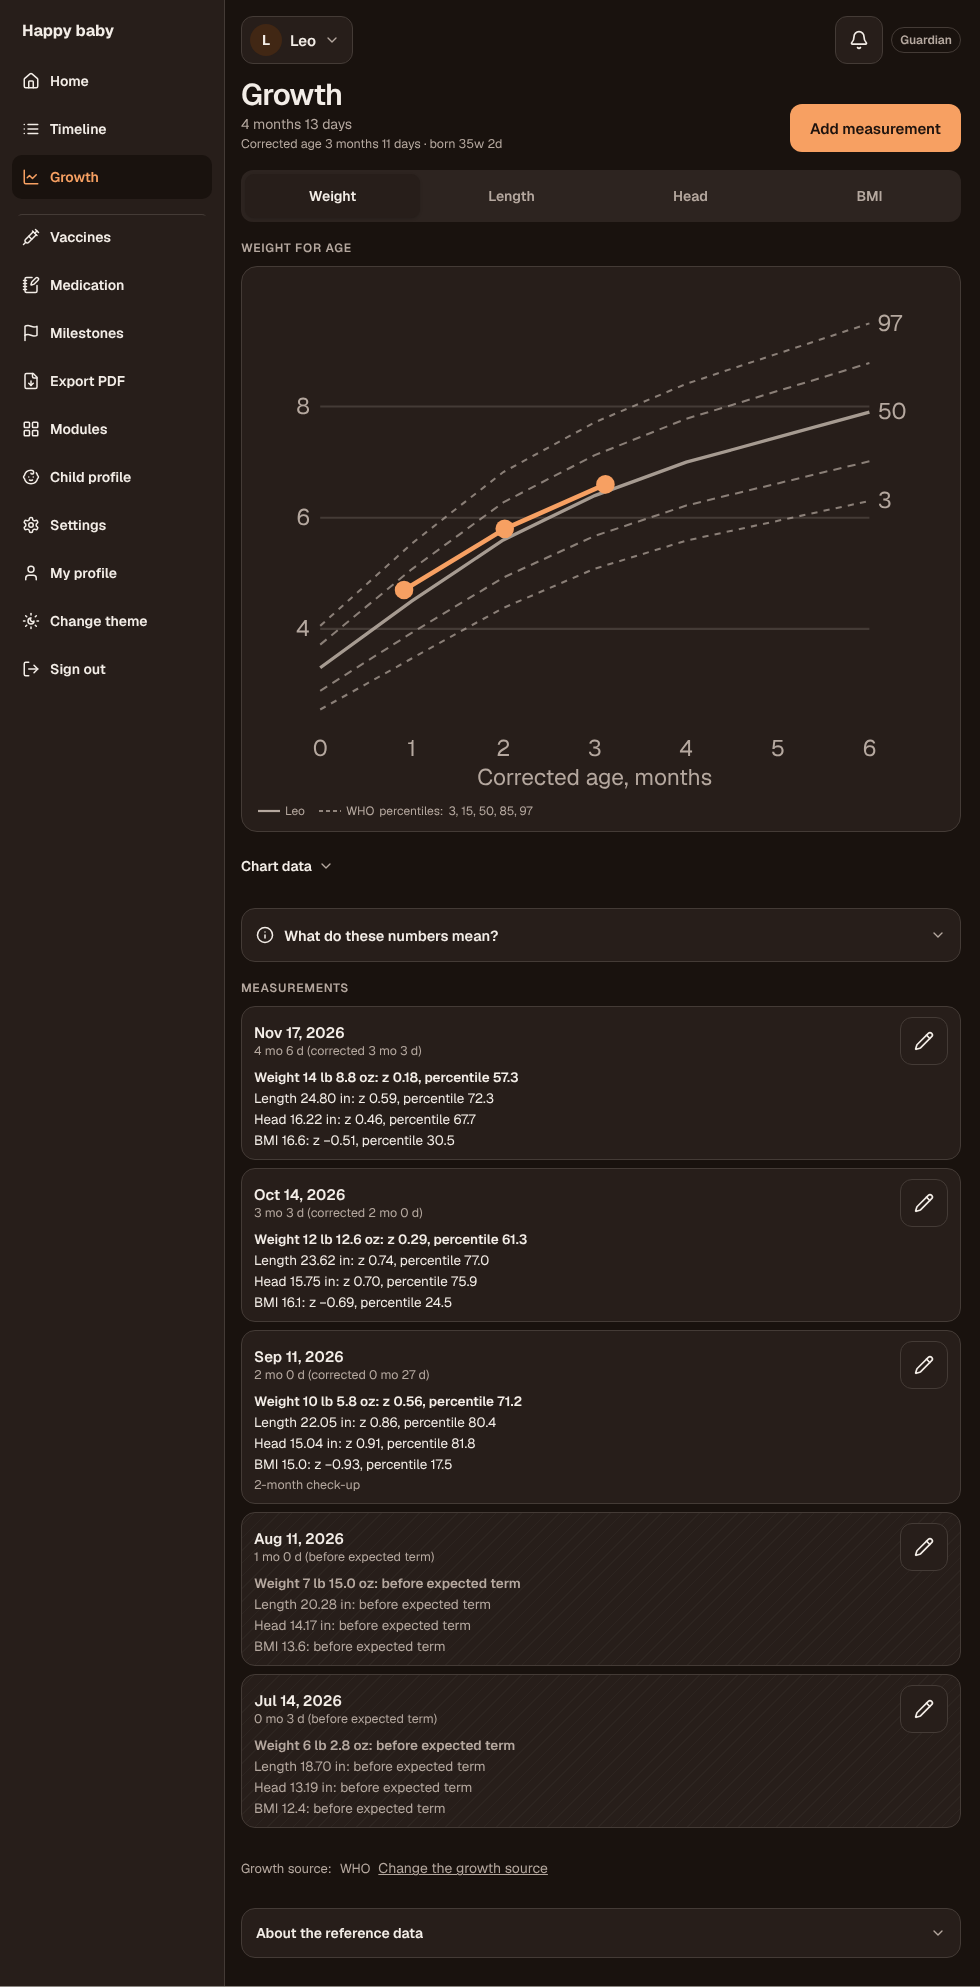 Happy baby
Home
Timeline
Growth
Vaccines
Medication
Milestones
Export PDF
Modules
Child profile
Settings
My profile
Change theme
Sign out
L Leo
Guardian
Growth
4 months 13 days
Corrected age 3 months 11 days · born 35w 2d
Add measurement
Weight Length Head BMI
WEIGHT FOR AGE
97
8
50
6
3
4
0 1 2 3 4 5 6
Corrected age, months
Leo WHO percentiles: 3, 15, 50, 85, 97
Chart data
What do these numbers mean?
MEASUREMENTS
Nov 17, 2026
4 mo 6 d (corrected 3 mo 3 d)
Weight 14 lb 8.8 oz: z 0.18, percentile 57.3
Length 24.80 in: z 0.59, percentile 72.3
Head 16.22 in: z 0.46, percentile 67.7
BMI 16.6: z −0.51, percentile 30.5
Oct 14, 2026
3 mo 3 d (corrected 2 mo 0 d)
Weight 12 lb 12.6 oz: z 0.29, percentile 61.3
Length 23.62 in: z 0.74, percentile 77.0
Head 15.75 in: z 0.70, percentile 75.9
BMI 16.1: z −0.69, percentile 24.5
Sep 11, 2026
2 mo 0 d (corrected 0 mo 27 d)
Weight 10 lb 5.8 oz: z 0.56, percentile 71.2
Length 22.05 in: z 0.86, percentile 80.4
Head 15.04 in: z 0.91, percentile 81.8
BMI 15.0: z −0.93, percentile 17.5
2-month check-up
Aug 11, 2026
1 mo 0 d (before expected term)
Weight 7 lb 15.0 oz: before expected term
Length 20.28 in: before expected term
Head 14.17 in: before expected term
BMI 13.6: before expected term
Jul 14, 2026
0 mo 3 d (before expected term)
Weight 6 lb 2.8 oz: before expected term
Length 18.70 in: before expected term
Head 13.19 in: before expected term
BMI 12.4: before expected term
Growth source: WHO Change the growth source
About the reference data